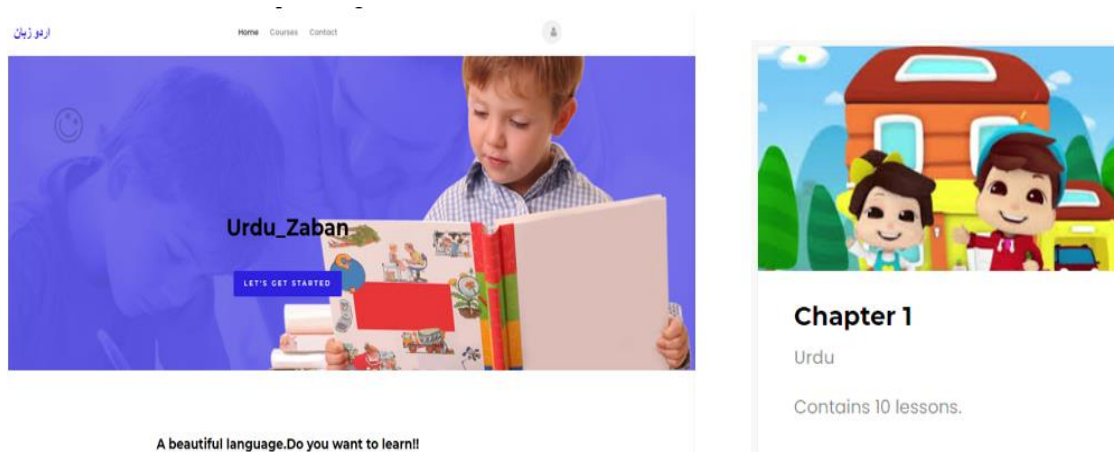 اردو زبان
Home Courses Contact
Urdu_Zaban
LET'S GET STARTED
A beautiful language.Do you want to learn!!
Chapter 1
Urdu
Contains 10 lessons.